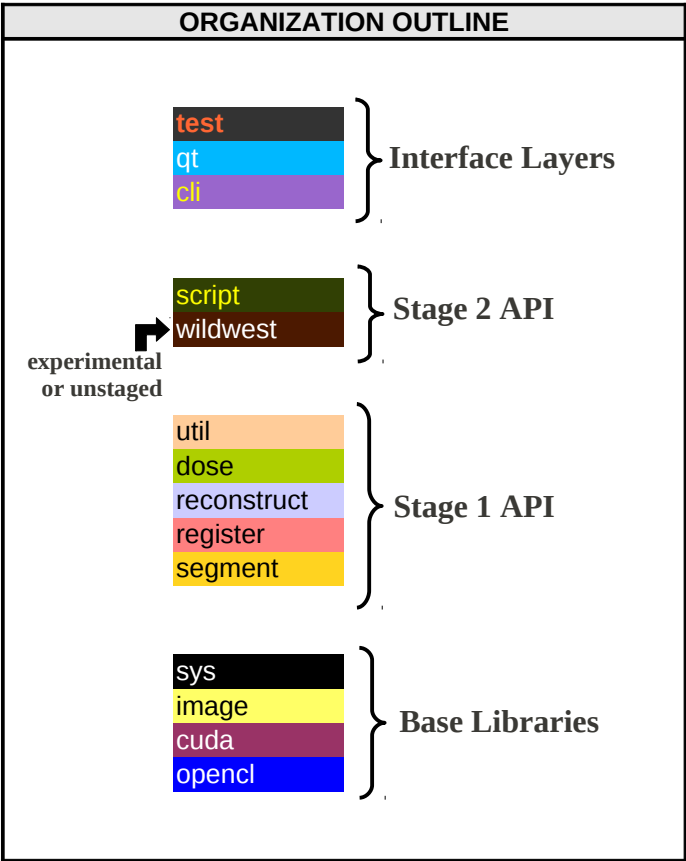 ORGANIZATION OUTLINE
test
qt
cli
Interface Layers
script
wildwest
Stage 2 API
experimental
or unstaged
util
dose
reconstruct
register
segment
Stage 1 API
sys
image
cuda
opencl
Base Libraries